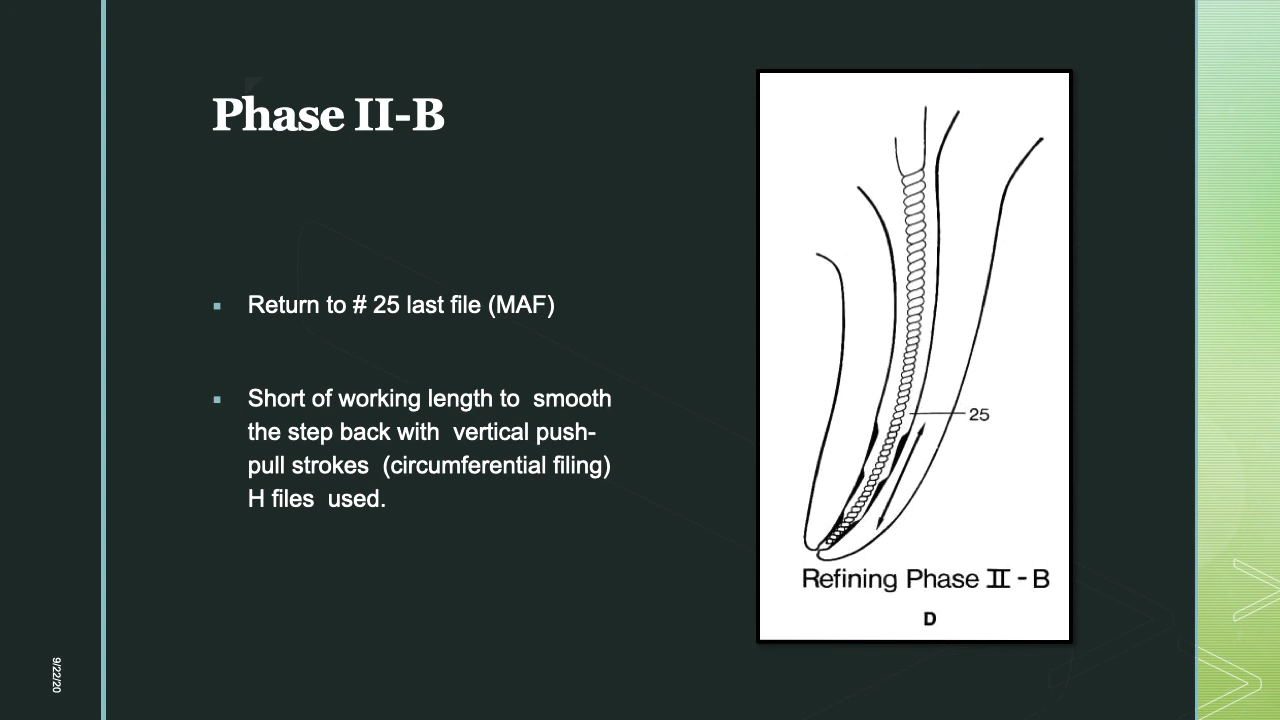 Phase II-B
▪ Return to # 25 last file (MAF)
▪ Short of working length to smooth
the step back with vertical push-
pull strokes (circumferential filing)
H files used.
25
Refining Phase II - B
D
9/22/20